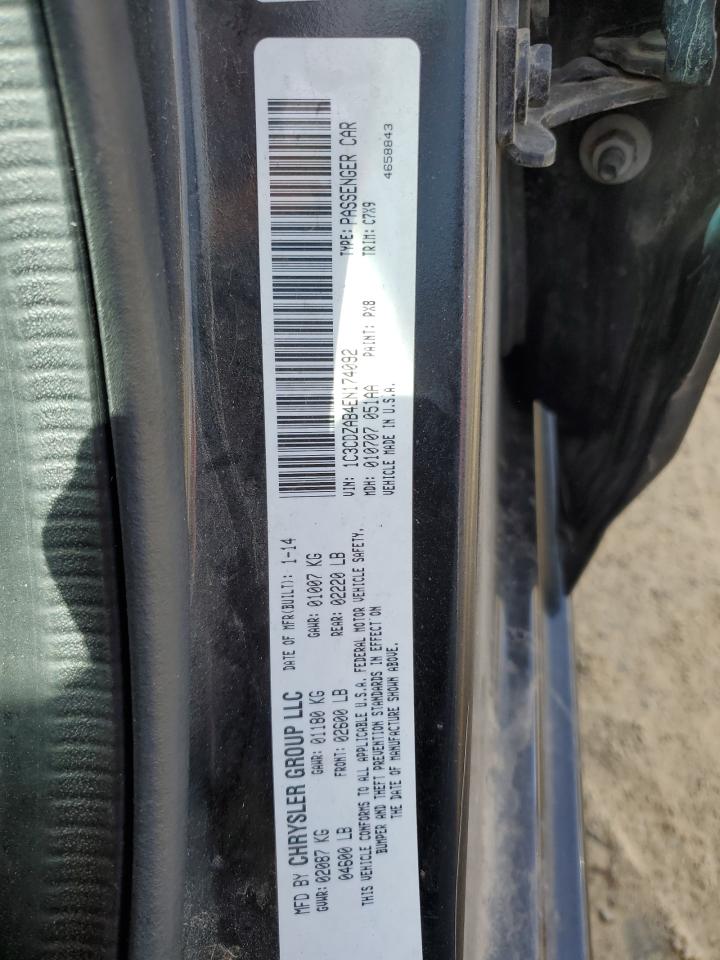 MFD BY CHRYSLER GROUP LLC DATE OF MFR(BUILT): 1-14
GVWR: 02087 KG GAWR: 01180 KG GAWR: 01007 KG
04600 LB FRONT: 02600 LB REAR: 02220 LB
THIS VEHICLE CONFORMS TO ALL APPLICABLE U.S.A. FEDERAL MOTOR VEHICLE SAFETY,
BUMPER AND THEFT PREVENTION STANDARDS IN EFFECT ON
THE DATE OF MANUFACTURE SHOWN ABOVE.
VIN: 1C3CDZAB4EN174092 TYPE: PASSENGER CAR
MDH: 010707 051AA PAINT: PX8 TRIM: C7X9
VEHICLE MADE IN U.S.A. 4658843